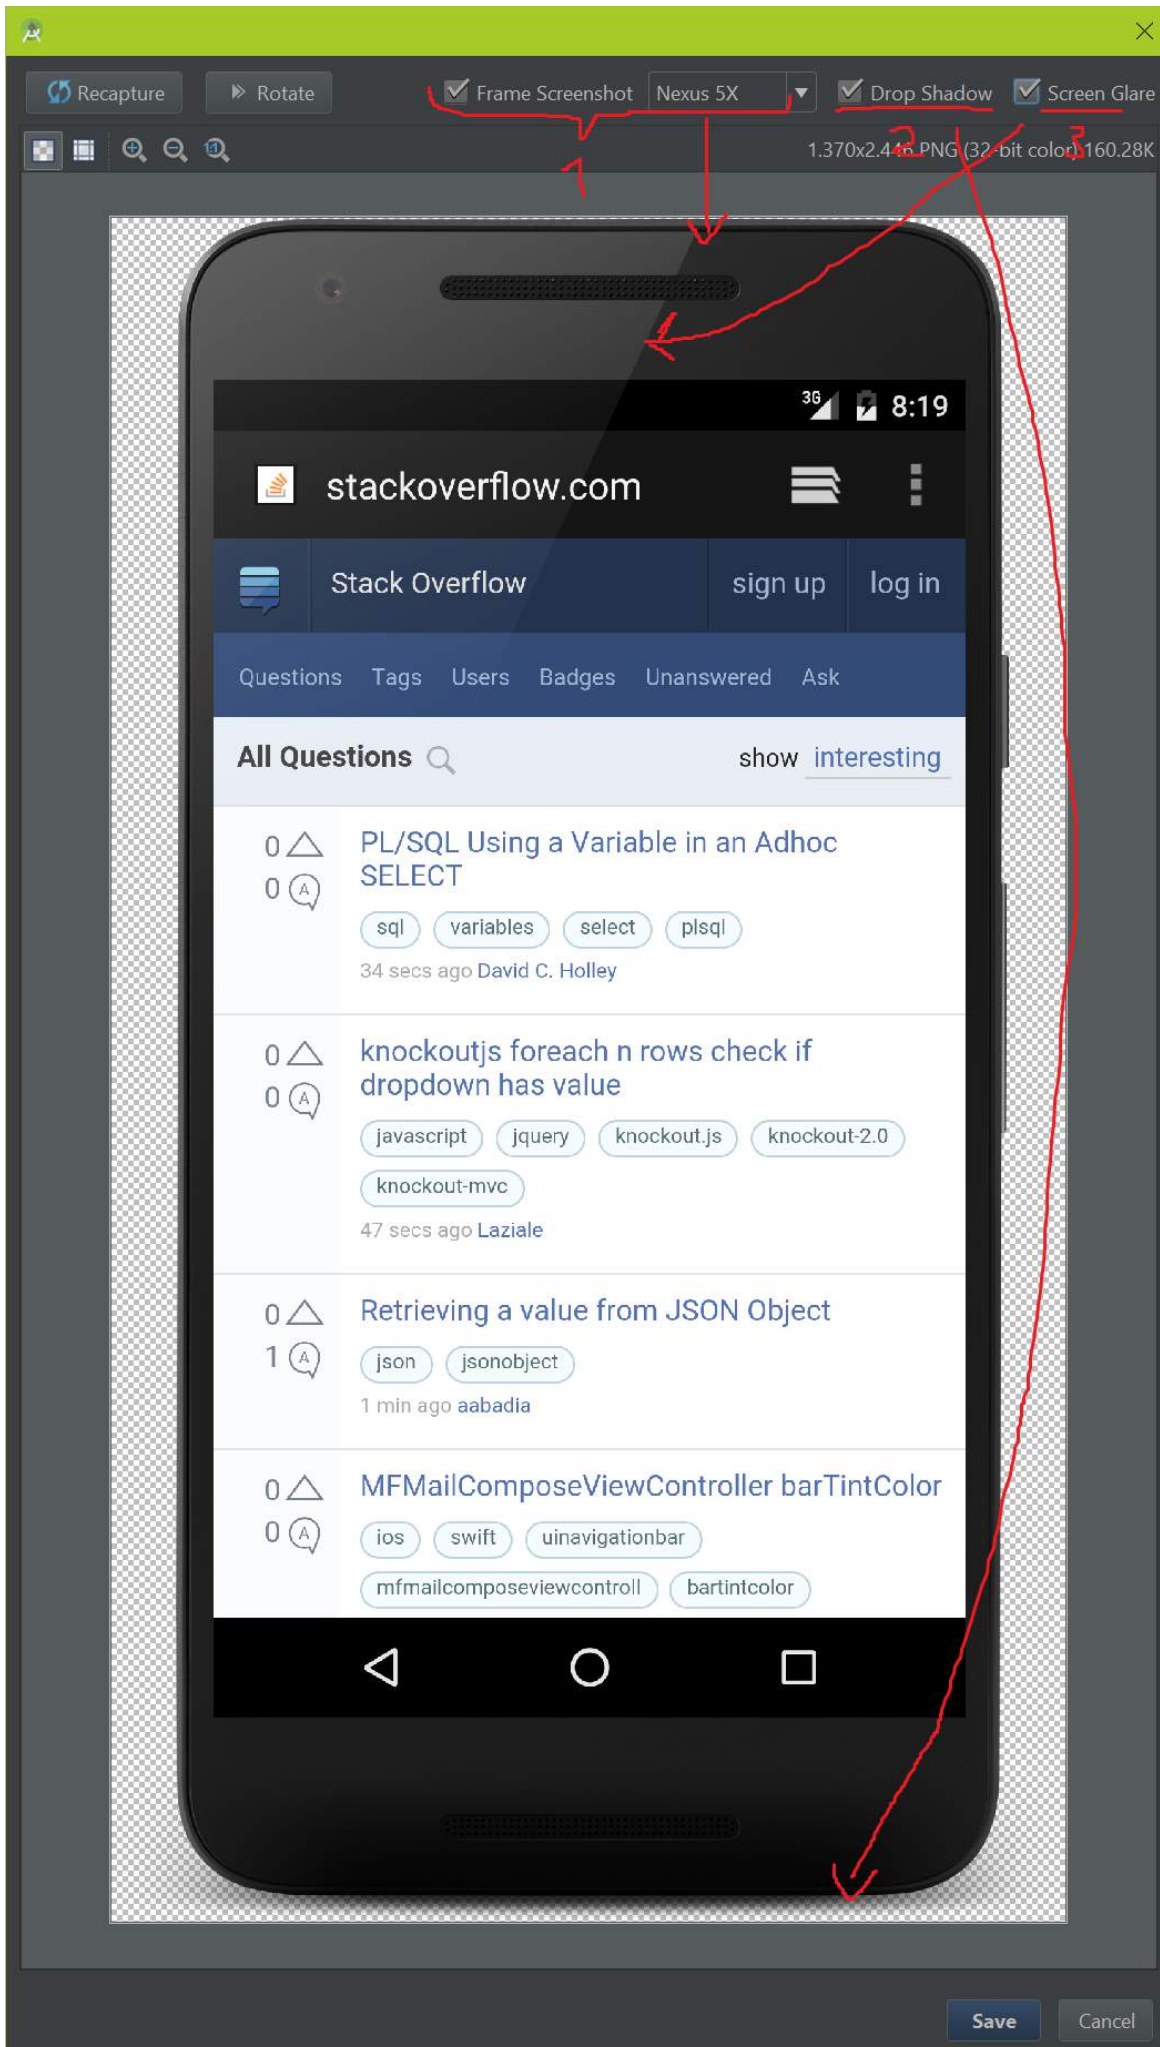 Recapture Rotate Frame Screenshot Nexus 5X Drop Shadow Screen Glare
1 2 3
1.370x2.446 PNG (32-bit color) 160.28K
3G 8:19
stackoverflow.com
Stack Overflow sign up log in
Questions Tags Users Badges Unanswered Ask
All Questions show interesting
0 PL/SQL Using a Variable in an Adhoc
0 A SELECT
sql variables select plsql
34 secs ago David C. Holley
0 knockoutjs foreach n rows check if
0 A dropdown has value
javascript jquery knockout.js knockout-2.0
knockout-mvc
47 secs ago Laziale
0 Retrieving a value from JSON Object
1 A json jsonobject
1 min ago aabadia
0 MFMailComposeViewController barTintColor
0 A ios swift uinavigationbar
mfmailcomposeviewcontroll bartintcolor
Save Cancel